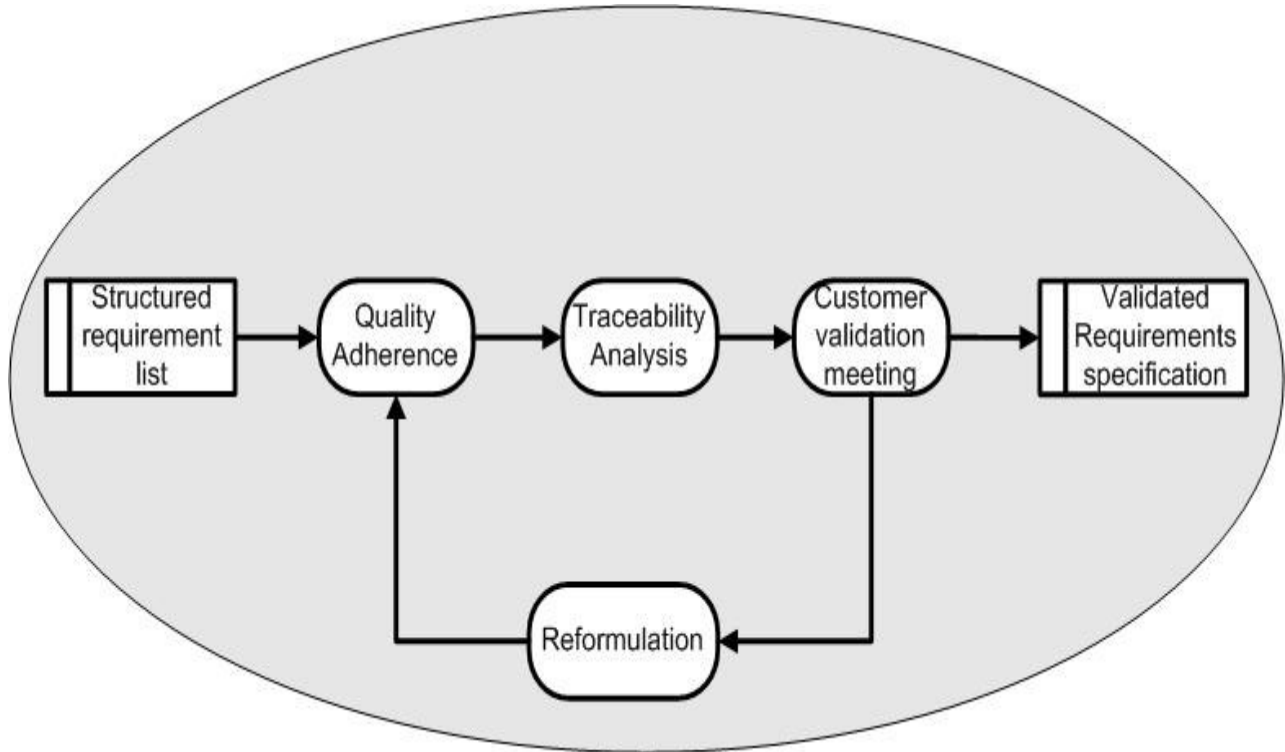 Structured
requirement
list
Quality
Adherence
Traceability
Analysis
Customer
validation
meeting
Validated
Requirements
specification
Reformulation